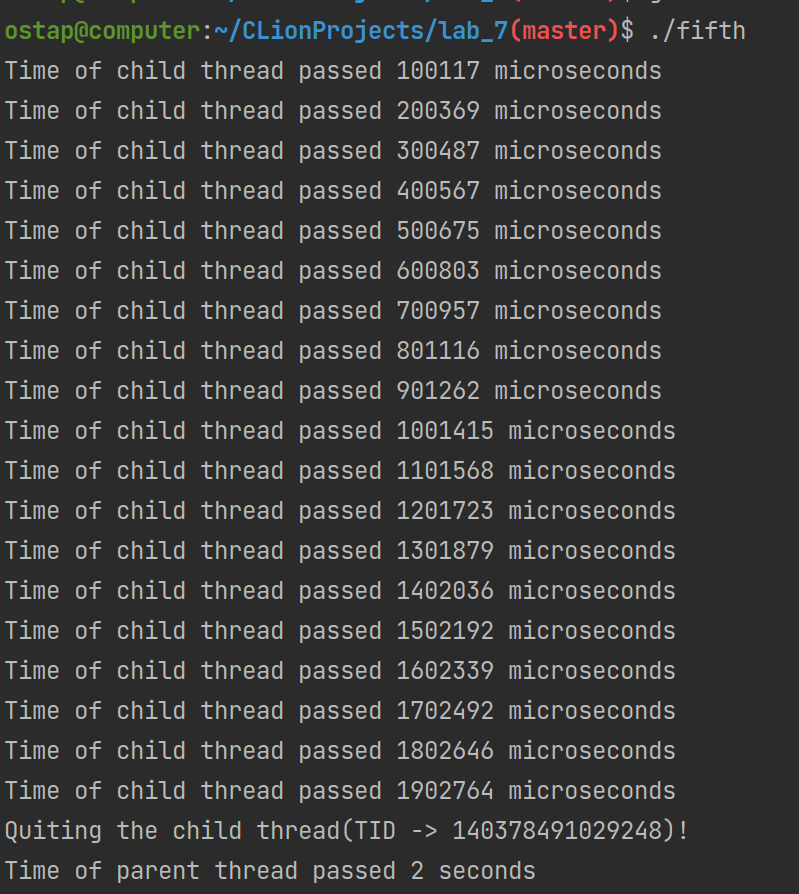 ostap@computer:~/CLionProjects/lab_7(master)$ ./fifth
Time of child thread passed 100117 microseconds
Time of child thread passed 200369 microseconds
Time of child thread passed 300487 microseconds
Time of child thread passed 400567 microseconds
Time of child thread passed 500675 microseconds
Time of child thread passed 600803 microseconds
Time of child thread passed 700957 microseconds
Time of child thread passed 801116 microseconds
Time of child thread passed 901262 microseconds
Time of child thread passed 1001415 microseconds
Time of child thread passed 1101568 microseconds
Time of child thread passed 1201723 microseconds
Time of child thread passed 1301879 microseconds
Time of child thread passed 1402036 microseconds
Time of child thread passed 1502192 microseconds
Time of child thread passed 1602339 microseconds
Time of child thread passed 1702492 microseconds
Time of child thread passed 1802646 microseconds
Time of child thread passed 1902764 microseconds
Quiting the child thread(TID -> 140378491029248)!
Time of parent thread passed 2 seconds